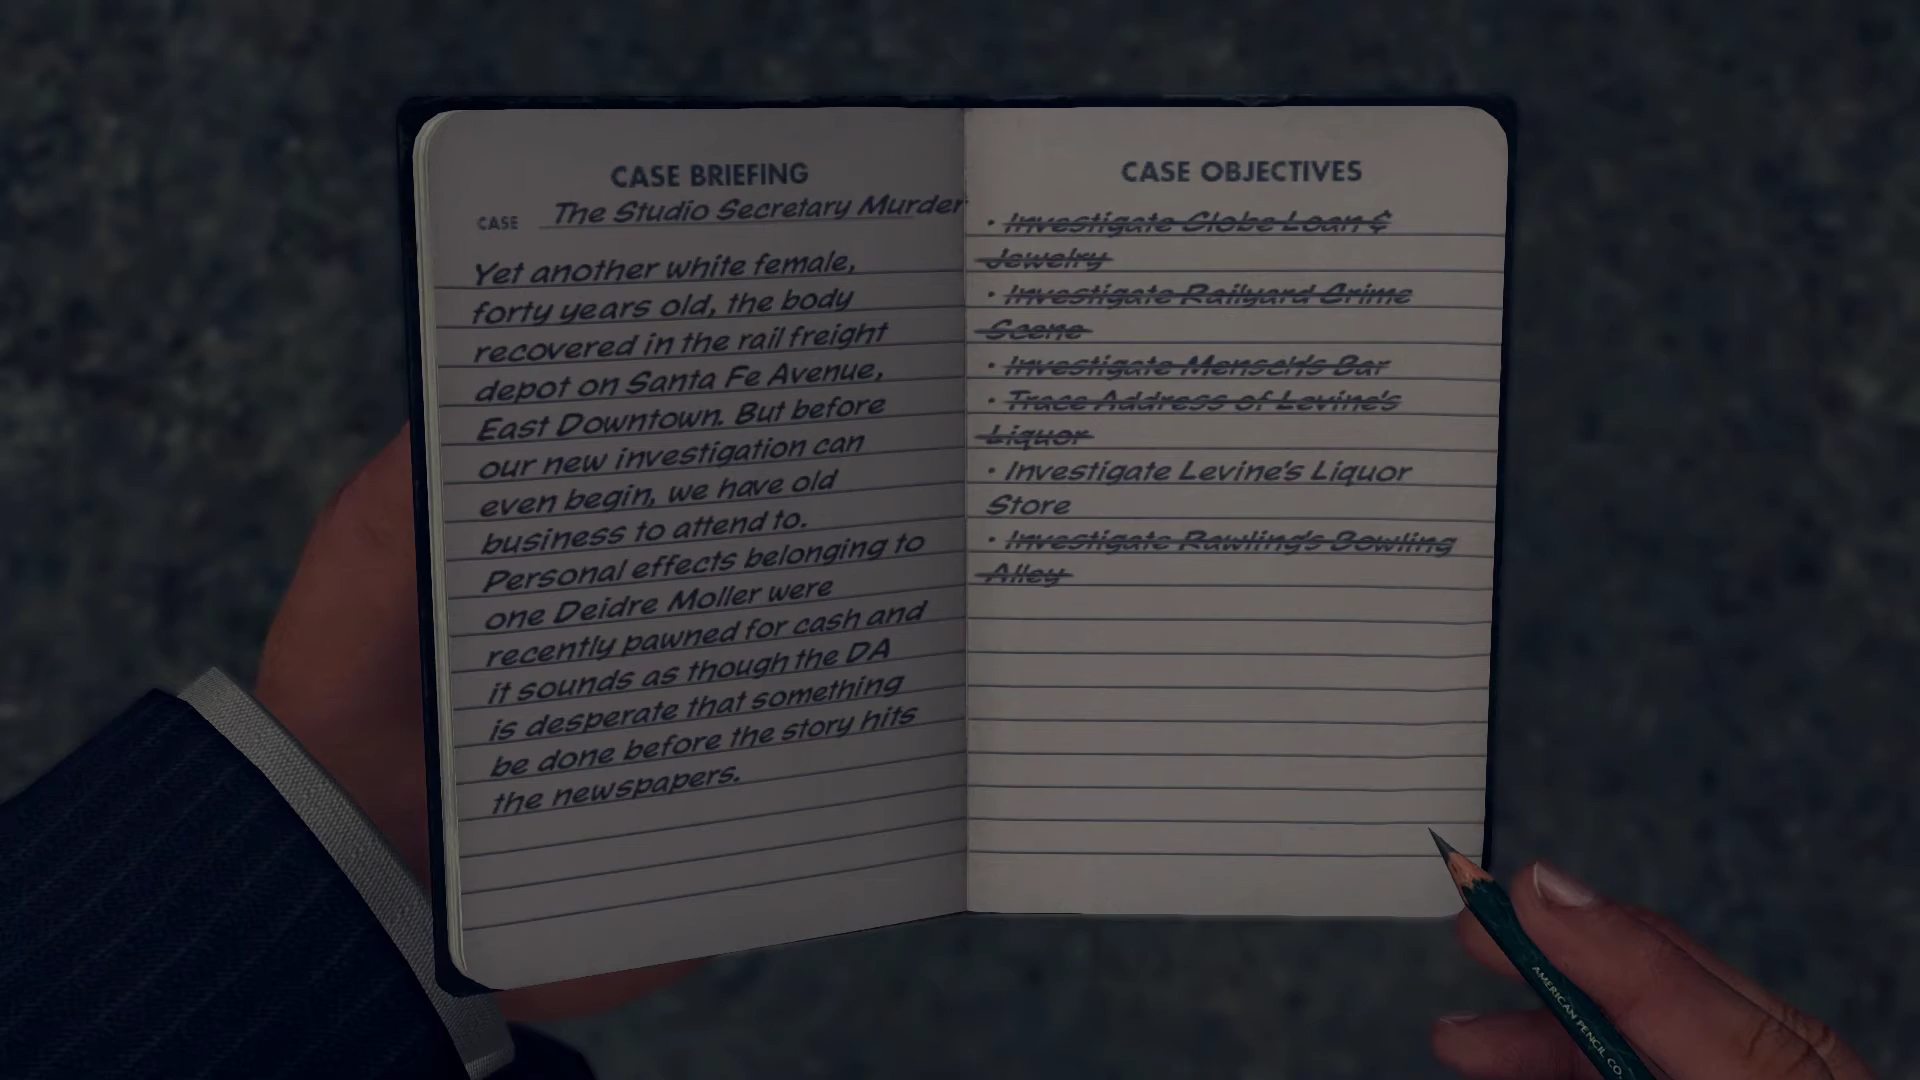 CASE BRIEFING
CASE The Studio Secretary Murder
Yet another white female,
forty years old, the body
recovered in the rail freight
depot on Santa Fe Avenue,
East Downtown. But before
our new investigation can
even begin, we have old
business to attend to.
Personal effects belonging to
one Deidre Moller were
recently pawned for cash and
it sounds as though the DA
is desperate that something
be done before the story hits
the newspapers.
CASE OBJECTIVES
• Investigate Globe Loan &
Jewelry
• Investigate Railyard Crime
Scene
• Investigate Mensch's Bar
• Trace Address of Levine's
Liquor
• Investigate Levine's Liquor
Store
• Investigate Rawling's Bowling
Alley
AMERICAN PENCIL CO.